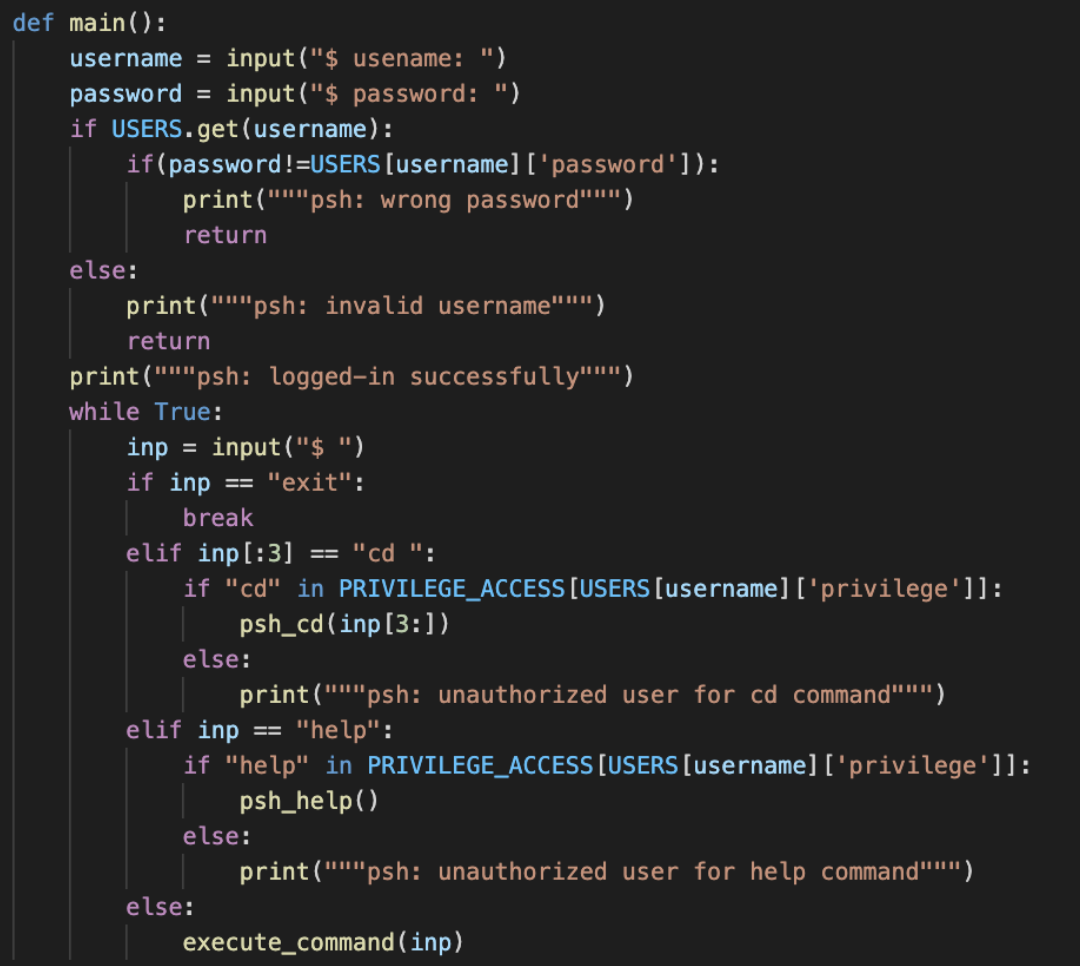 def main():
    username = input("$ usename: ")
    password = input("$ password: ")
    if USERS.get(username):
        if(password!=USERS[username]['password']):
            print("""psh: wrong password""")
            return
    else:
        print("""psh: invalid username""")
        return
    print("""psh: logged-in successfully""")
    while True:
        inp = input("$ ")
        if inp == "exit":
            break
        elif inp[:3] == "cd ":
            if "cd" in PRIVILEGE_ACCESS[USERS[username]['privilege']]:
                psh_cd(inp[3:])
            else:
                print("""psh: unauthorized user for cd command""")
        elif inp == "help":
            if "help" in PRIVILEGE_ACCESS[USERS[username]['privilege']]:
                psh_help()
            else:
                print("""psh: unauthorized user for help command""")
        else:
            execute_command(inp)